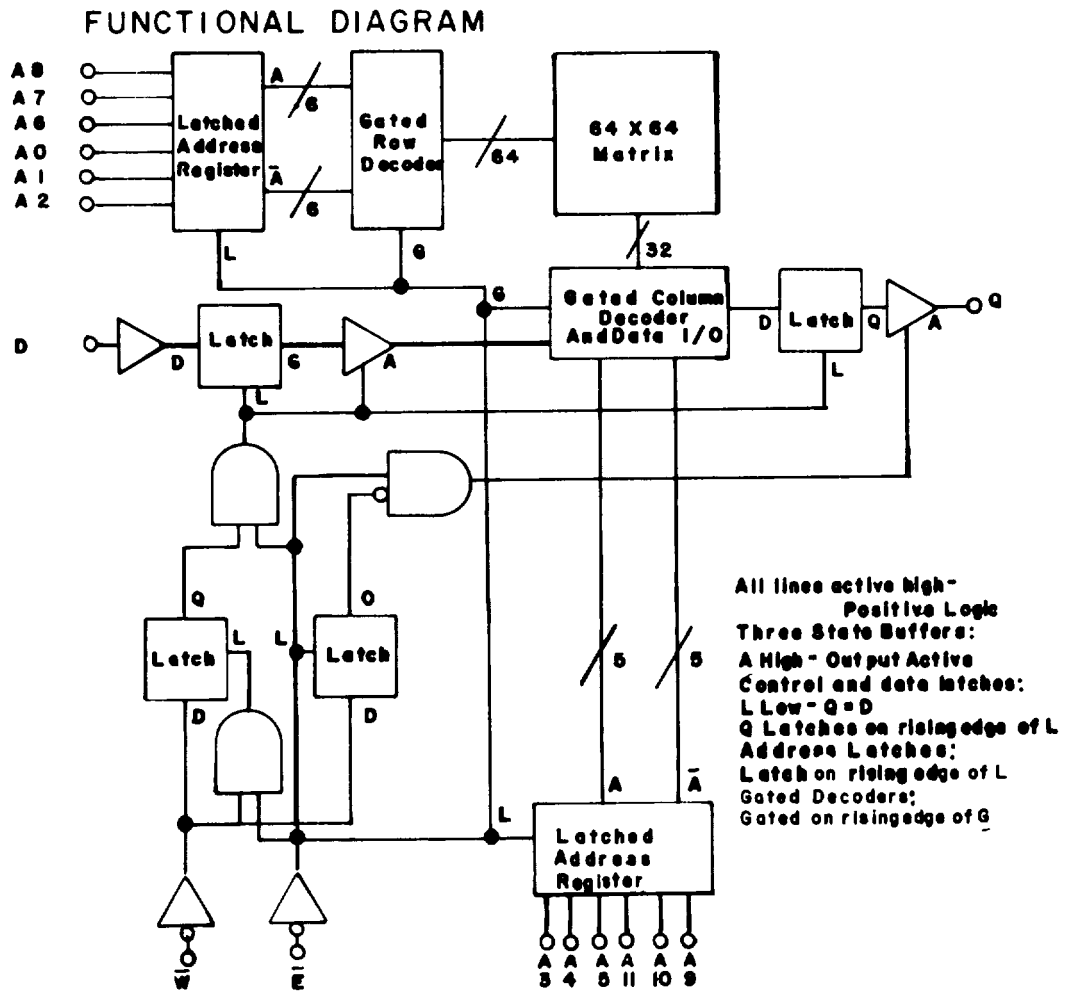 FUNCTIONAL DIAGRAM
A8
A7
A6
A0
A1
A2
Latched
Address
Register
A
6
Ā
6
L
Gated
Row
Decoder
G
64
64 X 64
Matrix
32
G
Gated Column
Decoder
And Data I/O
D
Latch
Q
L
A
Q
D
D
Latch
G
L
A
Q
Latch
L
D
L
O
Latch
D
5
5
A
Ā
L
Latched
Address
Register
W̄
Ē
A3
A4
A5
A11
A10
A9
All lines active high-
Positive Logic
Three State Buffers:
A High - Output Active
Control and data latches:
L Low - Q = D
Q Latches on rising edge of L
Address Latches;
Latch on rising edge of L
Gated Decoders;
Gated on rising edge of G